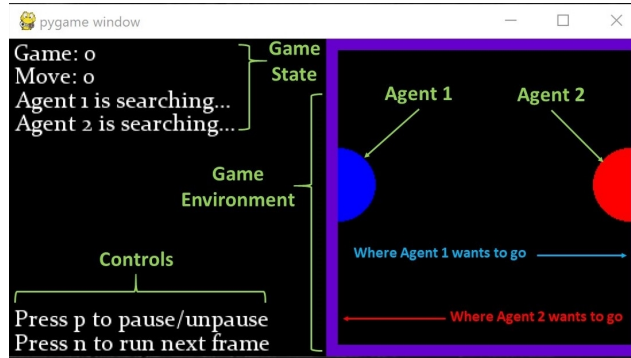 pygame window
Game: 0
Move: 0
Agent 1 is searching...
Agent 2 is searching...
Game
State
Agent 1
Agent 2
Game
Environment
Where Agent 1 wants to go
Where Agent 2 wants to go
Controls
Press p to pause/unpause
Press n to run next frame